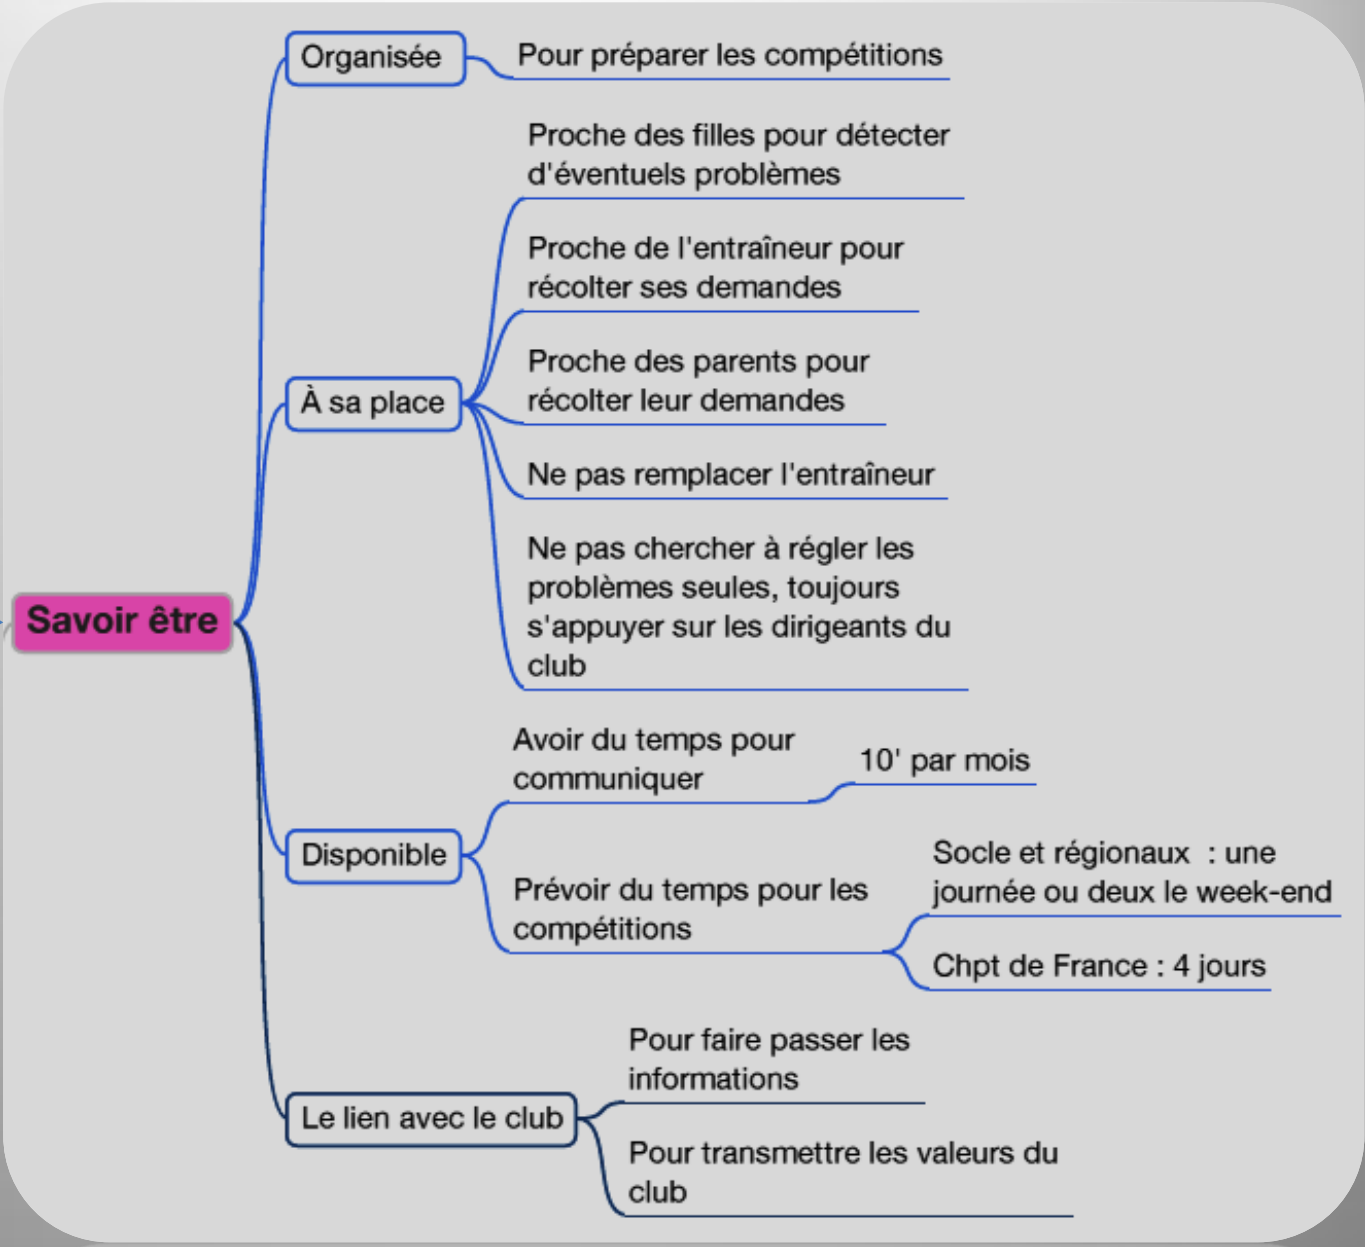 Organisée
Pour préparer les compétitions
Proche des filles pour détecter
d'éventuels problèmes
Proche de l'entraîneur pour
récolter ses demandes
À sa place
Proche des parents pour
récolter leur demandes
Ne pas remplacer l'entraîneur
Ne pas chercher à régler les
problèmes seules, toujours
s'appuyer sur les dirigeants du
club
Savoir être
Disponible
Avoir du temps pour
communiquer
10' par mois
Prévoir du temps pour les
compétitions
Socle et régionaux  : une
journée ou deux le week-end
Chpt de France : 4 jours
Le lien avec le club
Pour faire passer les
informations
Pour transmettre les valeurs du
club